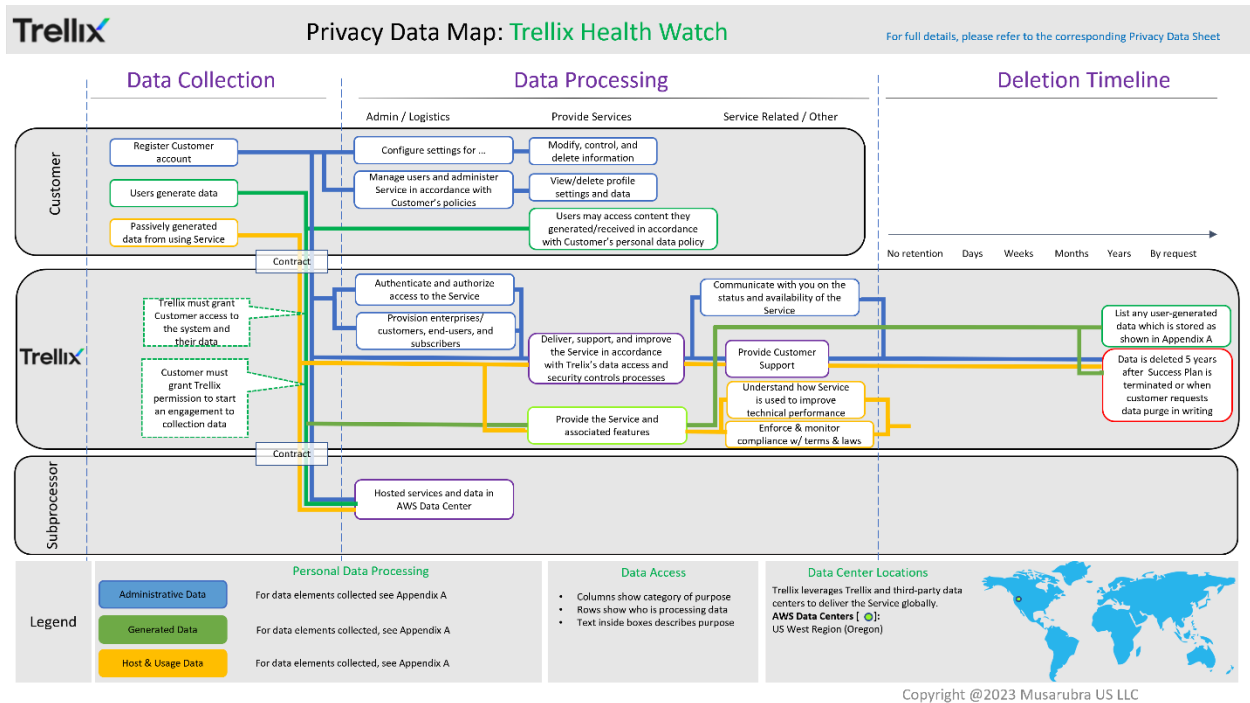 Trellix
Privacy Data Map: Trellix Health Watch
For full details, please refer to the corresponding Privacy Data Sheet
Data Collection
Data Processing
Deletion Timeline
Admin / Logistics
Provide Services
Service Related / Other
Customer
Register Customer
account
Configure settings for ...
Modify, control, and
delete information
Users generate data
Manage users and administer
Service in accordance with
Customer's policies
View/delete profile
settings and data
Passively generated
data from using Service
Users may access content they
generated/received in accordance
with Customer's personal data policy
No retention
Days
Weeks
Months
Years
By request
Contract
Trellix
Trellix must grant
Customer access to
the system and
their data
Customer must
grant Trellix
permission to start
an engagement to
collection data
Authenticate and authorize
access to the Service
Provision enterprises/
customers, end-users, and
subscribers
Deliver, support, and improve
the Service in accordance
with Trelix's data access and
security controls processes
Provide the Service and
associated features
Communicate with you on the
status and availability of the
Service
Provide Customer
Support
Understand how Service
is used to improve
technical performance
Enforce & monitor
compliance w/ terms & laws
List any user-generated
data which is stored as
shown in Appendix A
Data is deleted 5 years
after Success Plan is
terminated or when
customer requests
data purge in writing
Contract
Subprocessor
Hosted services and data in
AWS Data Center
Legend
Personal Data Processing
Administrative Data
For data elements collected see Appendix A
Generated Data
For data elements collected, see Appendix A
Host & Usage Data
For data elements collected, see Appendix A
Data Access
• Columns show category of purpose
• Rows show who is processing data
• Text inside boxes describes purpose
Data Center Locations
Trellix leverages Trellix and third-party data
centers to deliver the Service globally.
AWS Data Centers [ ]:
US West Region (Oregon)
Copyright @2023 Musarubra US LLC